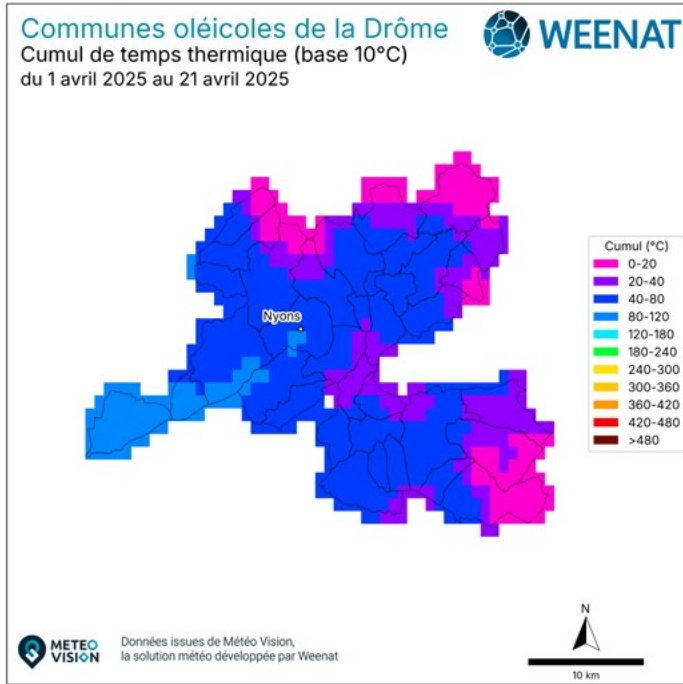 Communes oléicoles de la Drôme
WEENAT
Cumul de temps thermique (base 10°C)
du 1 avril 2025 au 21 avril 2025
Nyons
Cumul (°C)
0-20
20-40
40-80
80-120
120-180
180-240
240-300
300-360
360-420
420-480
>480
METEO
VISION
Données issues de Météo Vision,
la solution météo développée par Weenat
N
10 km